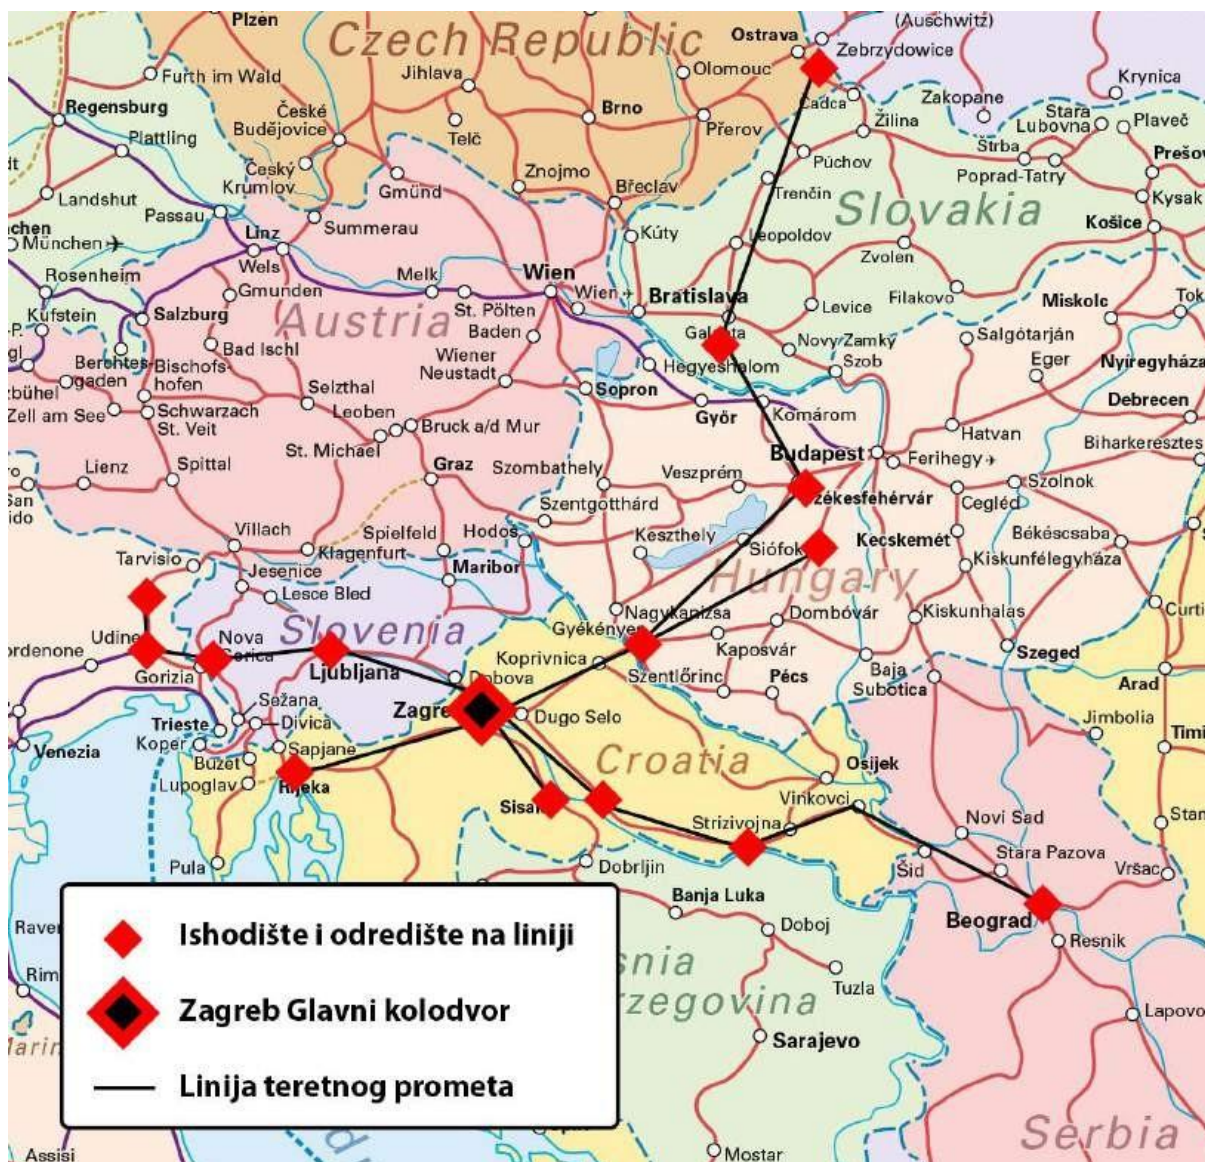 (Auschwitz)
Plzen
Czech Republic
Ostrava
Zebrzydowice
Furth im Wald
Jihlava
Olomouc
Krynica
Regensburg
České
Budějovice
Brno
Čadca
Zakopane
Plattling
Telč
Přerov
Žilina
Stara
Lubovna
Plaveč
Český
Krumlov
Znojmo
Púchov
Štrba
Poprad-Tatry
Landshut
Passau
Gmünd
Břeclav
Trenčín
Kysak
Slovakia
Košice
München
Linz
Summerau
Kúty
Leopoldov
Zvolen
Rosenheim
Wels
Melk
Wien
Wien
Bratislava
Filakovo
Miskolc
Gmunden
St. Pölten
Levice
Kufstein
Salzburg
Austria
Baden
Salgótarján
Bad Ischl
Wiener
Neustadt
Novy Zamký
Szob
Eger
Nyíregyháza
Berchtes-
gaden
Bischofs-
hofen
Hegyeshalom
Selzthal
Sopron
Győr
Komárom
Debrecen
Zell am See
Schwarzach
St. Veit
Leoben
Bruck a/d Mur
Hatvan
St. Michael
Budapest
Biharkeresztes
Lienz
Spittal
Graz
Szombathely
Veszprém
Ferihegy
Szolnok
Szentgotthárd
Cegléd
Villach
Spielfeld
Hodoš
Keszthely
Siófok
Kecskemét
Békéscsaba
Tarvisio
Klagenfurt
Kiskunfélegyháza
Jesenice
Maribor
Hungary
Lesce Bled
Nagykanizsa
Dombóvár
Kiskunhalas
Udine
Nova
Slovenia
Gyékényes
Kaposvár
Szeged
Gorizia
Ljubljana
Koprivnica
Szentlőrinc
Pécs
Baja
Subotica
Arad
Dobova
Sežana
Divica
Zagreb
Dugo Selo
Jimbolia
Trieste
Koper
Sapjane
Venezia
Buzet
Lupoglav
Rijeka
Croatia
Osijek
Vinkovci
Strizivojna
Novi Sad
Pula
Dobrljin
Šid
Stara Pazova
Vršac
Banja Luka
Doboj
Beograd
Resnik
Tuzla
Lapovo
Sarajevo
Serbia
Assisi
Mostar
Ishodište i odredište na liniji
Zagreb Glavni kolodvor
Linija teretnog prometa